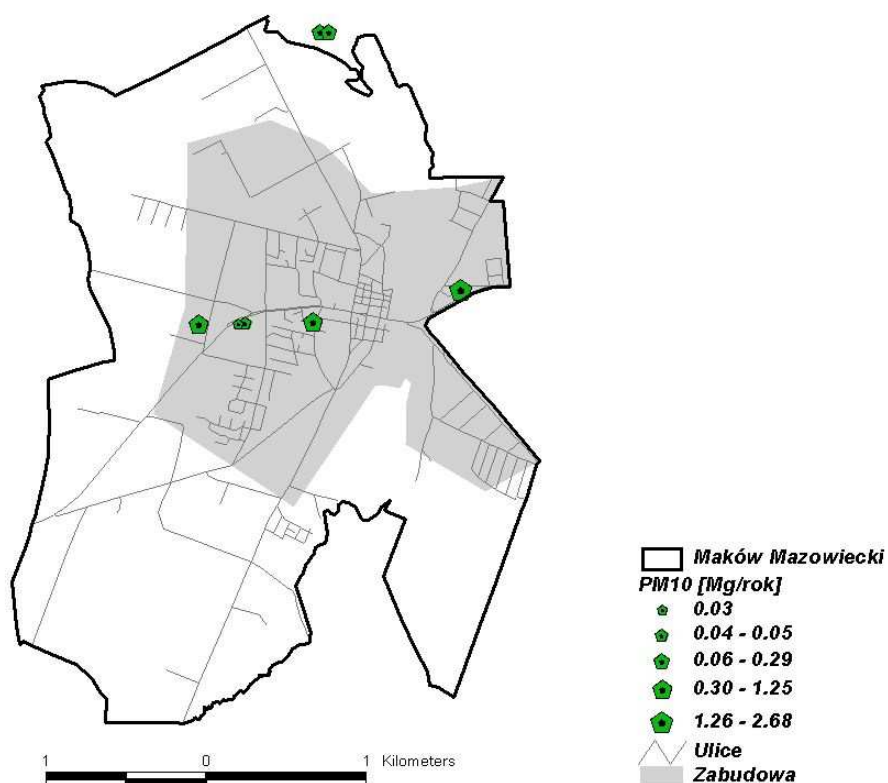 Maków Mazowiecki
PM10 [Mg/rok]
0.03
0.04 - 0.05
0.06 - 0.29
0.30 - 1.25
1.26 - 2.68
Ulice
Zabudowa
1 0 1 Kilometers